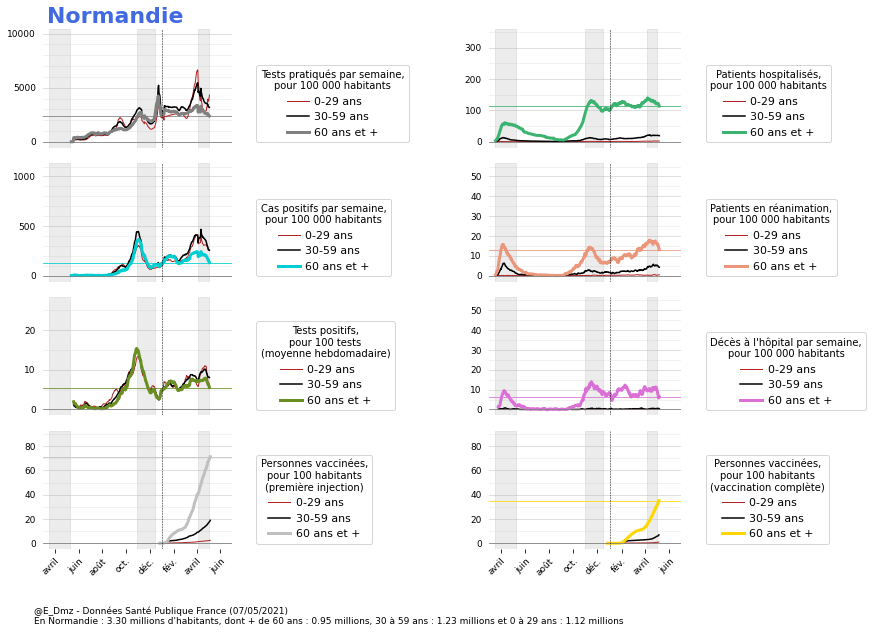 Normandie
10000
5000
0
Tests pratiqués par semaine,
pour 100 000 habitants
0-29 ans
30-59 ans
60 ans et +
300
200
100
0
Patients hospitalisés,
pour 100 000 habitants
0-29 ans
30-59 ans
60 ans et +
1000
500
0
Cas positifs par semaine,
pour 100 000 habitants
0-29 ans
30-59 ans
60 ans et +
50
40
30
20
10
0
Patients en réanimation,
pour 100 000 habitants
0-29 ans
30-59 ans
60 ans et +
20
10
0
Tests positifs,
pour 100 tests
(moyenne hebdomadaire)
0-29 ans
30-59 ans
60 ans et +
50
40
30
20
10
0
Décès à l'hôpital par semaine,
pour 100 000 habitants
0-29 ans
30-59 ans
60 ans et +
80
60
40
20
0
Personnes vaccinées,
pour 100 habitants
(première injection)
0-29 ans
30-59 ans
60 ans et +
avril
juin
août
oct.
déc.
fév.
avril
juin
80
60
40
20
0
Personnes vaccinées,
pour 100 habitants
(vaccination complète)
0-29 ans
30-59 ans
60 ans et +
avril
juin
août
oct.
déc.
fév.
avril
juin
@E_Dmz - Données Santé Publique France (07/05/2021)
En Normandie : 3.30 millions d'habitants, dont + de 60 ans : 0.95 millions, 30 à 59 ans : 1.23 millions et 0 à 29 ans : 1.12 millions